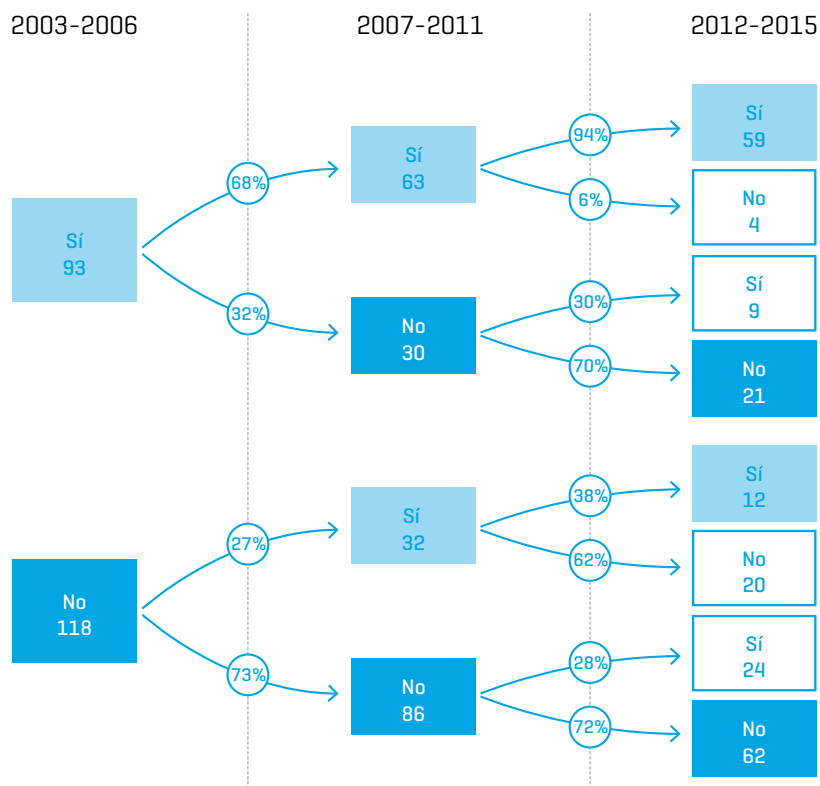 2003-2006 2007-2011 2012-2015
Sí
93
68%
32%
Sí
63
94%
6%
Sí
59
No
4
No
30
30%
70%
Sí
9
No
21
No
118
27%
73%
Sí
32
38%
62%
Sí
12
No
20
No
86
28%
72%
Sí
24
No
62